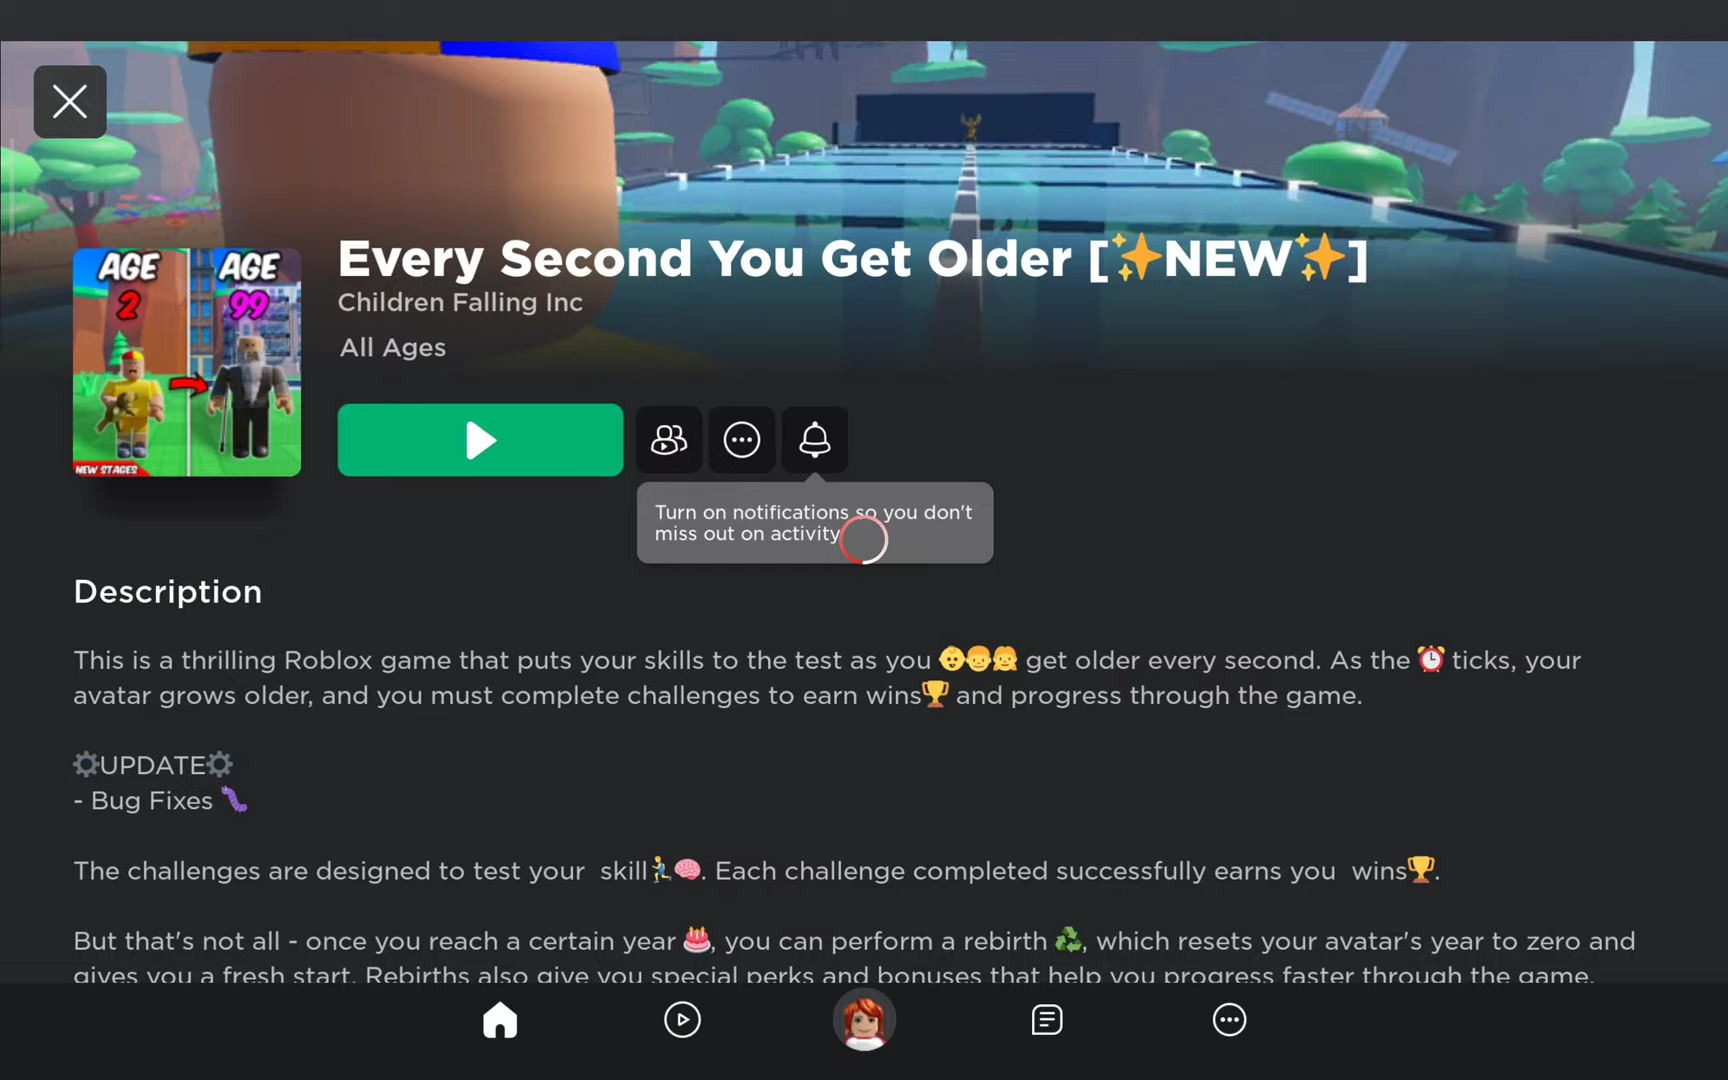 Every Second You Get Older [✨NEW✨]
Children Falling Inc
All Ages
AGE AGE
2 99
NEW STAGES
Turn on notifications so you don't
miss out on activity
Description
This is a thrilling Roblox game that puts your skills to the test as you 👶👦👧 get older every second. As the ⏰ ticks, your
avatar grows older, and you must complete challenges to earn wins🏆 and progress through the game.
⚙️UPDATE⚙️
- Bug Fixes 🐛
The challenges are designed to test your  skill🏃‍♂️🧠. Each challenge completed successfully earns you  wins🏆.
But that's not all - once you reach a certain year 🎂, you can perform a rebirth ♻️, which resets your avatar's year to zero and
gives you a fresh start. Rebirths also give you special perks and bonuses that help you progress faster through the game.